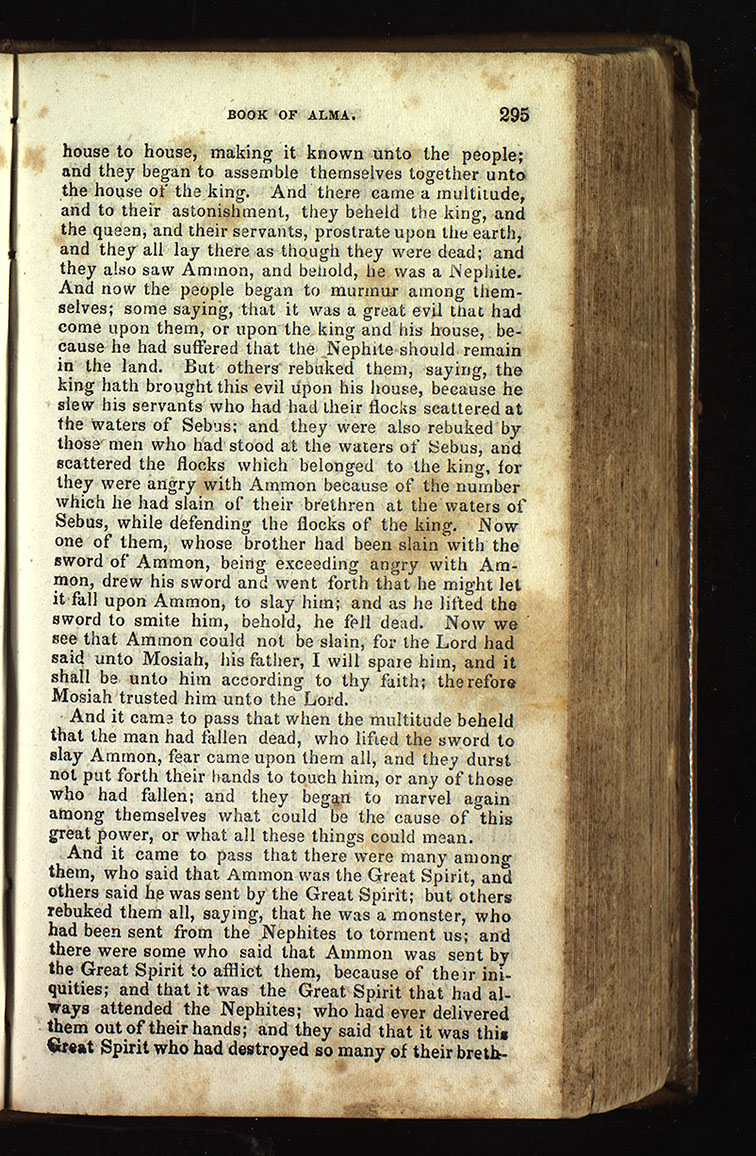 BOOK OF ALMA. 295
house to house, making it known unto the people;
and they began to assemble themselves together unto
the house of the king. And there came a multitude,
and to their astonishment, they beheld the king, and
the queen, and their servants, prostrate upon the earth,
and they all lay there as though they were dead; and
they also saw Ammon, and behold, he was a Nephite.
And now the people began to murmur among them-
selves; some saying, that it was a great evil that had
come upon them, or upon the king and his house, be-
cause he had suffered that the Nephite should remain
in the land. But others rebuked them, saying, the
king hath brought this evil upon his house, because he
slew his servants who had had their flocks scattered at
the waters of Sebus; and they were also rebuked by
those men who had stood at the waters of Sebus, and
scattered the flocks which belonged to the king, for
they were angry with Ammon because of the number
which he had slain of their brethren at the waters of
Sebus, while defending the flocks of the king. Now
one of them, whose brother had been slain with the
sword of Ammon, being exceeding angry with Am-
mon, drew his sword and went forth that he might let
it fall upon Ammon, to slay him; and as he lifted the
sword to smite him, behold, he fell dead. Now we
see that Ammon could not be slain, for the Lord had
said unto Mosiah, his father, I will spare him, and it
shall be unto him according to thy faith; therefore
Mosiah trusted him unto the Lord.
And it came to pass that when the multitude beheld
that the man had fallen dead, who lifted the sword to
slay Ammon, fear came upon them all, and they durst
not put forth their hands to touch him, or any of those
who had fallen; and they began to marvel again
among themselves what could be the cause of this
great power, or what all these things could mean.
And it came to pass that there were many among
them, who said that Ammon was the Great Spirit, and
others said he was sent by the Great Spirit; but others
rebuked them all, saying, that he was a monster, who
had been sent from the Nephites to torment us; and
there were some who said that Ammon was sent by
the Great Spirit to afflict them, because of their ini-
quities; and that it was the Great Spirit that had al-
ways attended the Nephites; who had ever delivered
them out of their hands; and they said that it was this
Great Spirit who had destroyed so many of their breth-